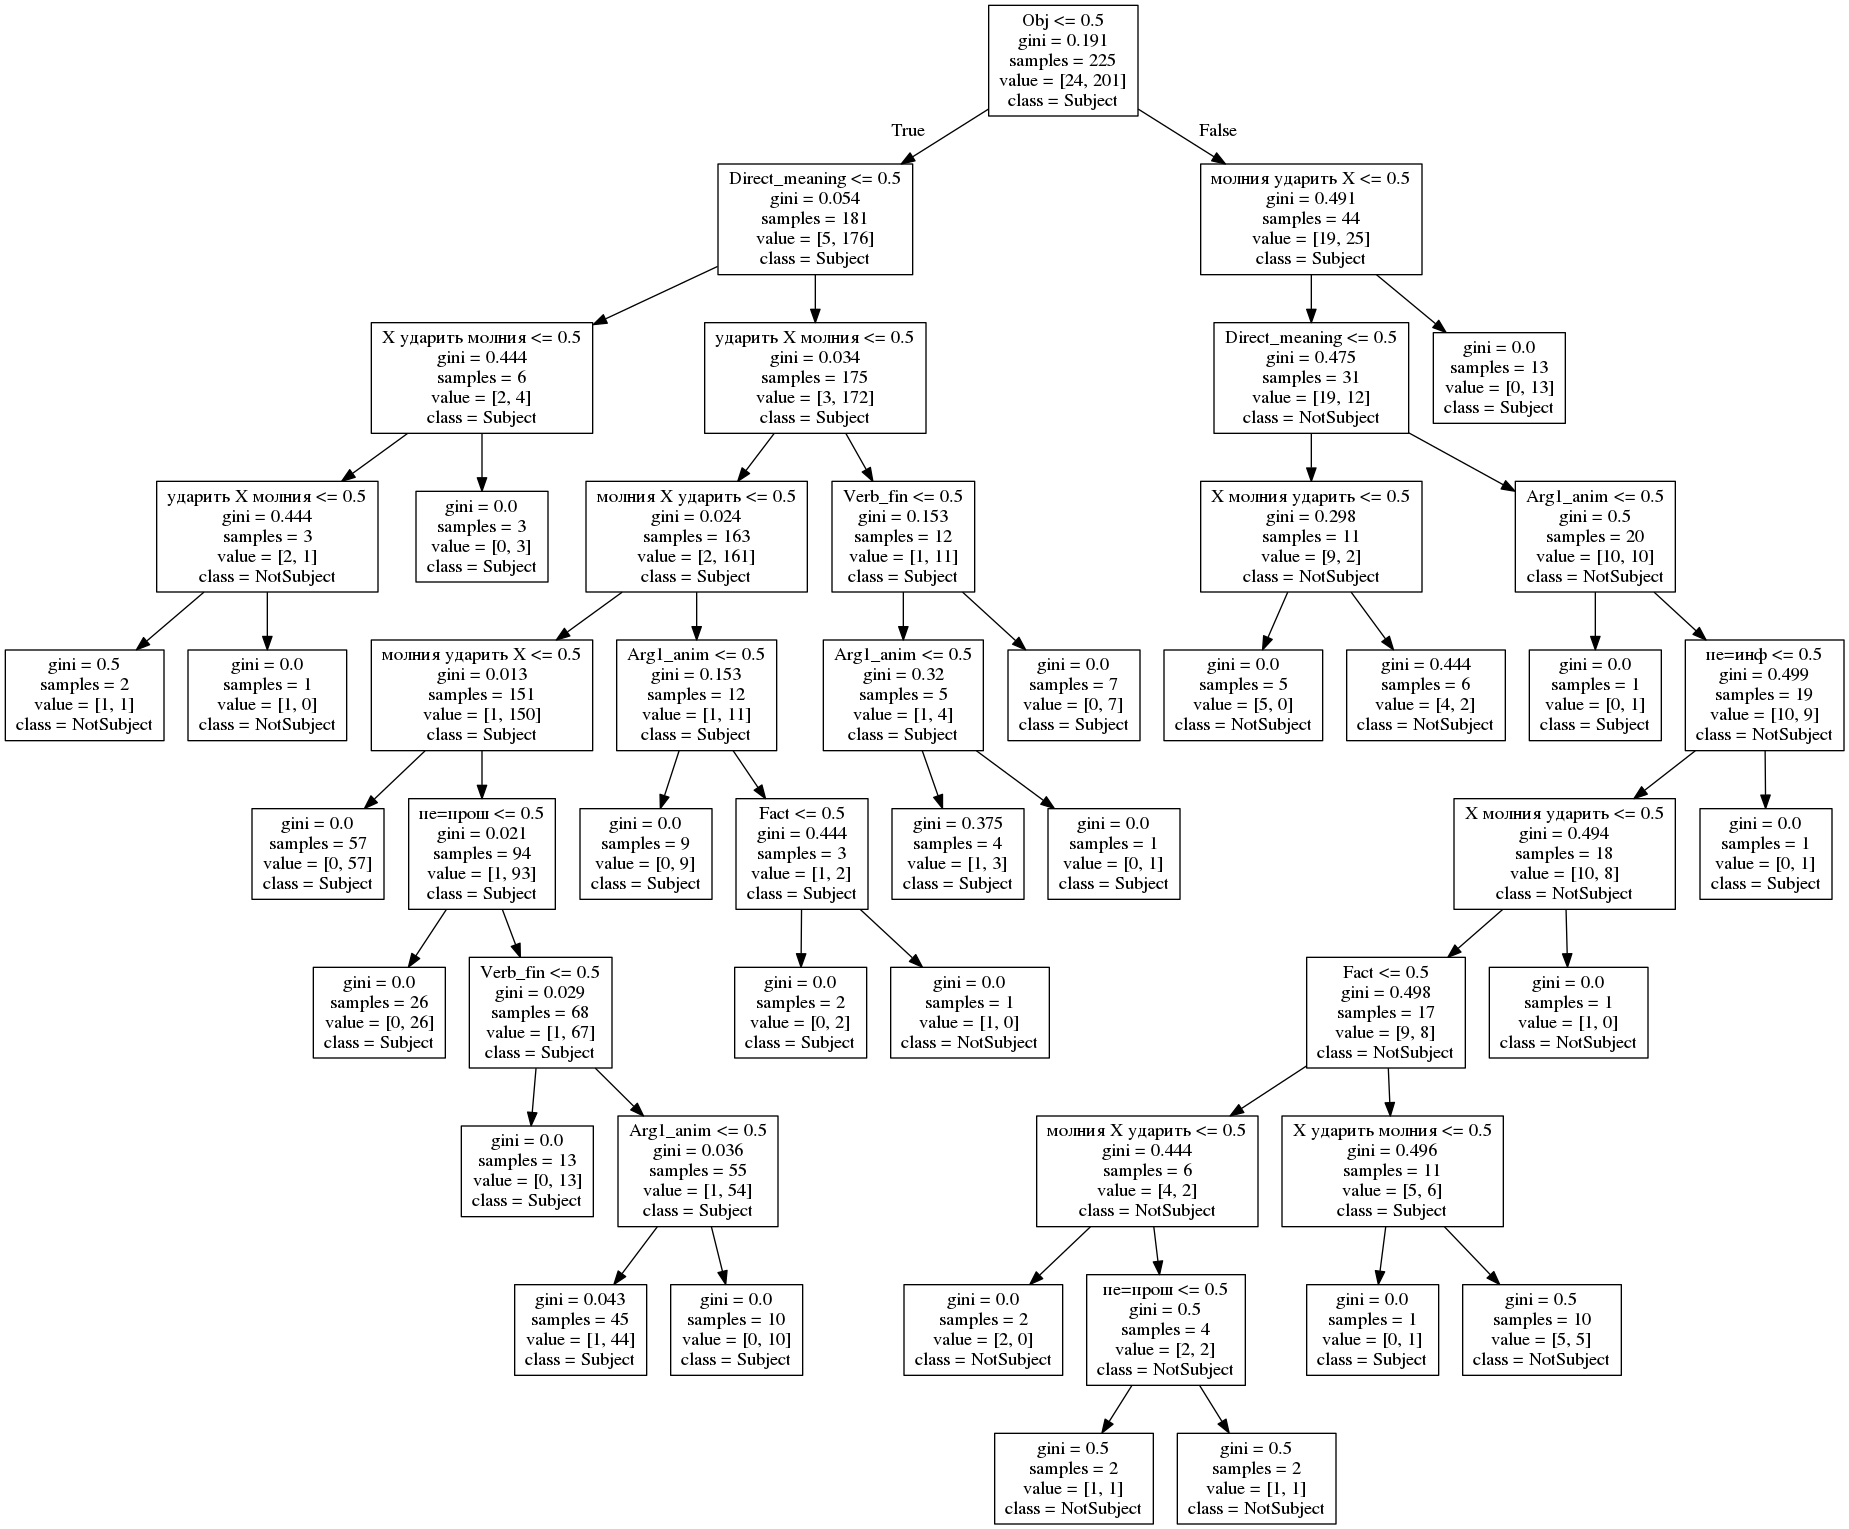 Obj <= 0.5
gini = 0.191
samples = 225
value = [24, 201]
class = Subject
True
False
Direct_meaning <= 0.5
gini = 0.054
samples = 181
value = [5, 176]
class = Subject
молния ударить X <= 0.5
gini = 0.491
samples = 44
value = [19, 25]
class = Subject
X ударить молния <= 0.5
gini = 0.444
samples = 6
value = [2, 4]
class = Subject
ударить X молния <= 0.5
gini = 0.034
samples = 175
value = [3, 172]
class = Subject
Direct_meaning <= 0.5
gini = 0.475
samples = 31
value = [19, 12]
class = NotSubject
gini = 0.0
samples = 13
value = [0, 13]
class = Subject
ударить X молния <= 0.5
gini = 0.444
samples = 3
value = [2, 1]
class = NotSubject
gini = 0.0
samples = 3
value = [0, 3]
class = Subject
молния X ударить <= 0.5
gini = 0.024
samples = 163
value = [2, 161]
class = Subject
Verb_fin <= 0.5
gini = 0.153
samples = 12
value = [1, 11]
class = Subject
X молния ударить <= 0.5
gini = 0.298
samples = 11
value = [9, 2]
class = NotSubject
Arg1_anim <= 0.5
gini = 0.5
samples = 20
value = [10, 10]
class = NotSubject
gini = 0.5
samples = 2
value = [1, 1]
class = NotSubject
gini = 0.0
samples = 1
value = [1, 0]
class = NotSubject
молния ударить X <= 0.5
gini = 0.013
samples = 151
value = [1, 150]
class = Subject
Arg1_anim <= 0.5
gini = 0.153
samples = 12
value = [1, 11]
class = Subject
Arg1_anim <= 0.5
gini = 0.32
samples = 5
value = [1, 4]
class = Subject
gini = 0.0
samples = 7
value = [0, 7]
class = Subject
gini = 0.0
samples = 5
value = [5, 0]
class = NotSubject
gini = 0.444
samples = 6
value = [4, 2]
class = NotSubject
gini = 0.0
samples = 1
value = [0, 1]
class = Subject
пе=инф <= 0.5
gini = 0.499
samples = 19
value = [10, 9]
class = NotSubject
gini = 0.0
samples = 57
value = [0, 57]
class = Subject
пе=прош <= 0.5
gini = 0.021
samples = 94
value = [1, 93]
class = Subject
gini = 0.0
samples = 9
value = [0, 9]
class = Subject
Fact <= 0.5
gini = 0.444
samples = 3
value = [1, 2]
class = Subject
gini = 0.375
samples = 4
value = [1, 3]
class = Subject
gini = 0.0
samples = 1
value = [0, 1]
class = Subject
X молния ударить <= 0.5
gini = 0.494
samples = 18
value = [10, 8]
class = NotSubject
gini = 0.0
samples = 1
value = [0, 1]
class = Subject
gini = 0.0
samples = 26
value = [0, 26]
class = Subject
Verb_fin <= 0.5
gini = 0.029
samples = 68
value = [1, 67]
class = Subject
gini = 0.0
samples = 2
value = [0, 2]
class = Subject
gini = 0.0
samples = 1
value = [1, 0]
class = NotSubject
Fact <= 0.5
gini = 0.498
samples = 17
value = [9, 8]
class = NotSubject
gini = 0.0
samples = 1
value = [1, 0]
class = NotSubject
gini = 0.0
samples = 13
value = [0, 13]
class = Subject
Arg1_anim <= 0.5
gini = 0.036
samples = 55
value = [1, 54]
class = Subject
молния X ударить <= 0.5
gini = 0.444
samples = 6
value = [4, 2]
class = NotSubject
X ударить молния <= 0.5
gini = 0.496
samples = 11
value = [5, 6]
class = Subject
gini = 0.043
samples = 45
value = [1, 44]
class = Subject
gini = 0.0
samples = 10
value = [0, 10]
class = Subject
gini = 0.0
samples = 2
value = [2, 0]
class = NotSubject
пе=прош <= 0.5
gini = 0.5
samples = 4
value = [2, 2]
class = NotSubject
gini = 0.0
samples = 1
value = [0, 1]
class = Subject
gini = 0.5
samples = 10
value = [5, 5]
class = NotSubject
gini = 0.5
samples = 2
value = [1, 1]
class = NotSubject
gini = 0.5
samples = 2
value = [1, 1]
class = NotSubject